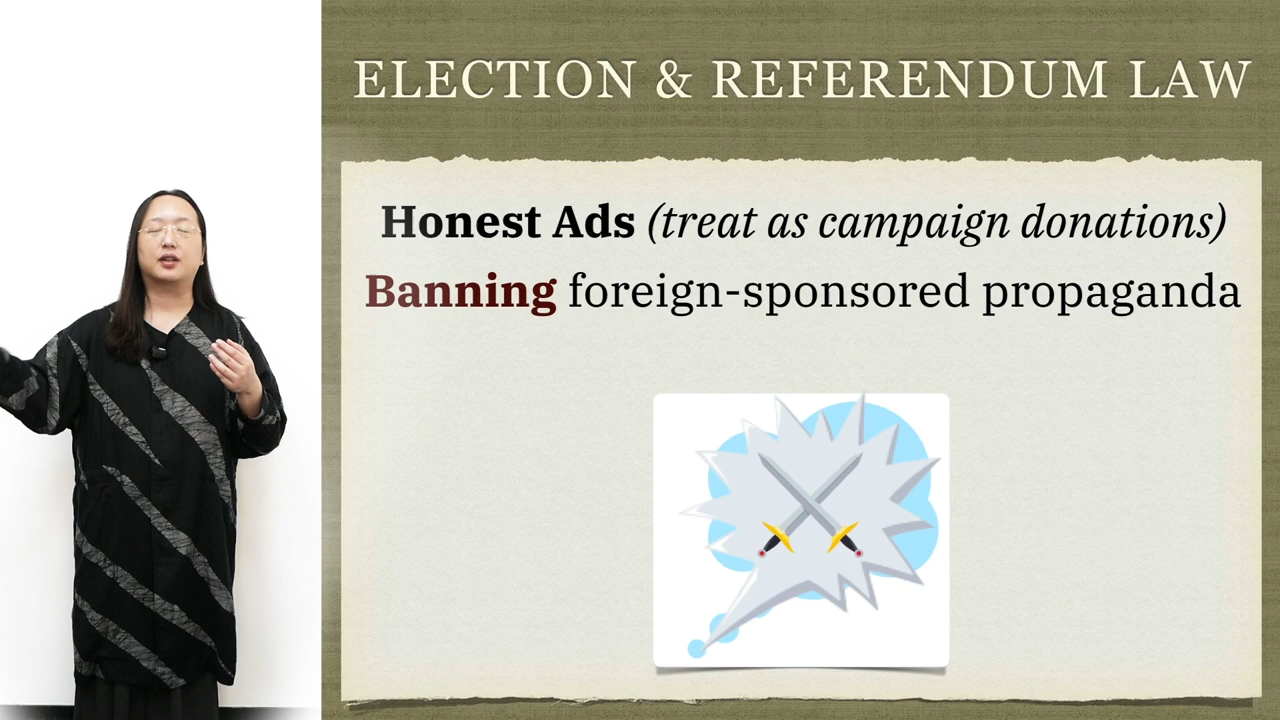 ELECTION & REFERENDUM LAW
Honest Ads (treat as campaign donations)
Banning foreign-sponsored propaganda